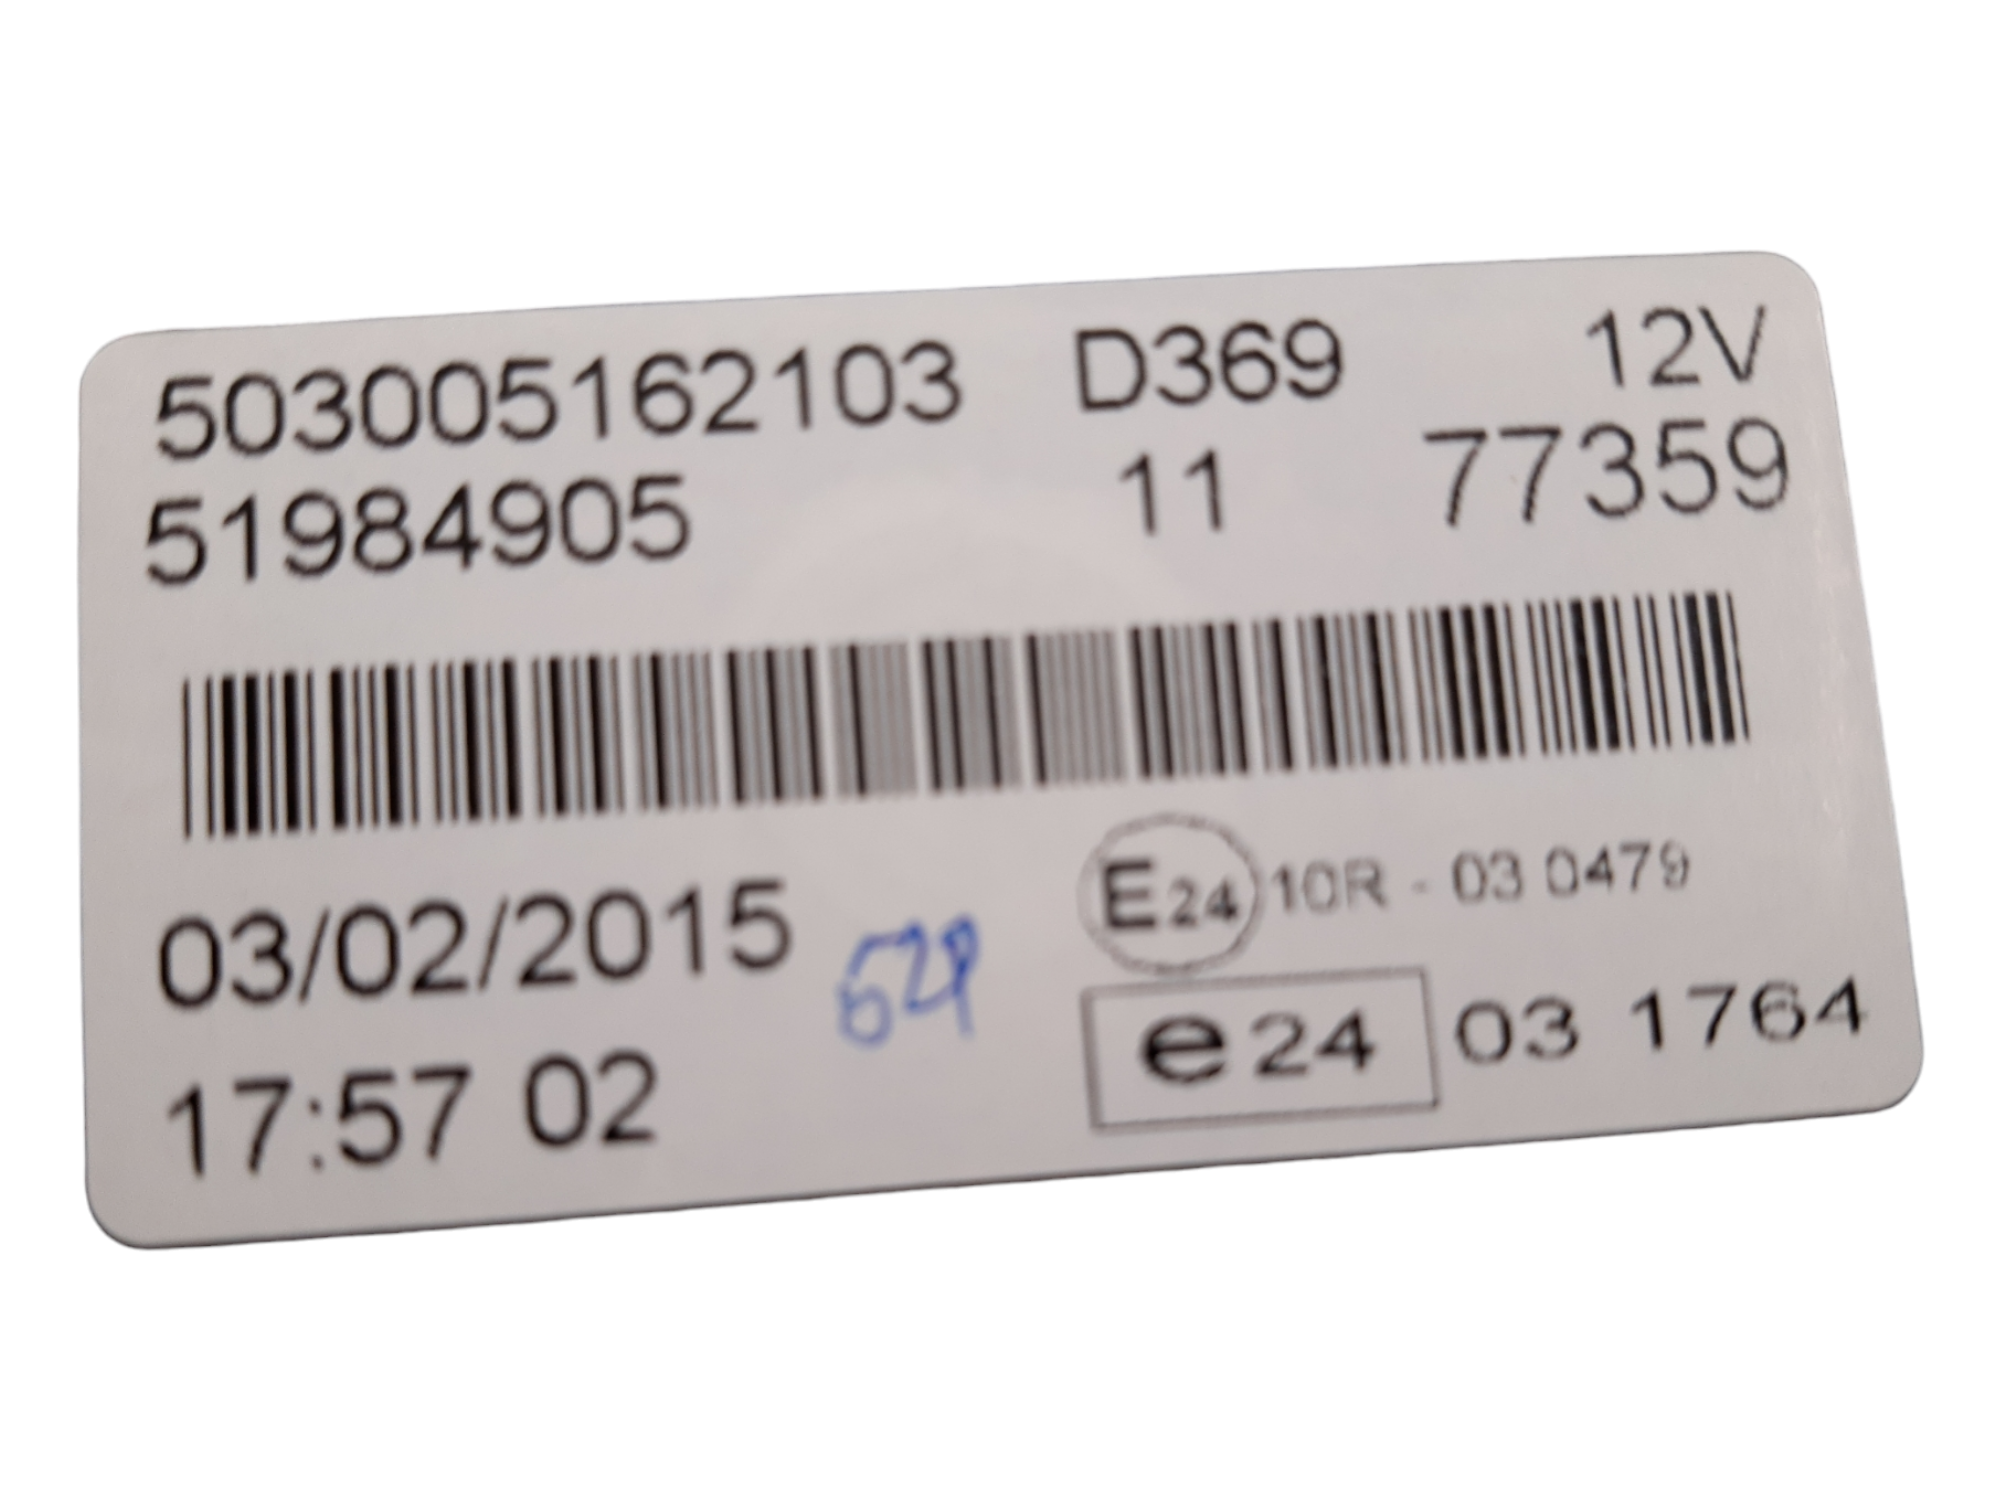 503005162103 D369 12V
51984905 11 77359
E24 10R - 03 0479
03/02/2015
e24 03 1764
17:57 02